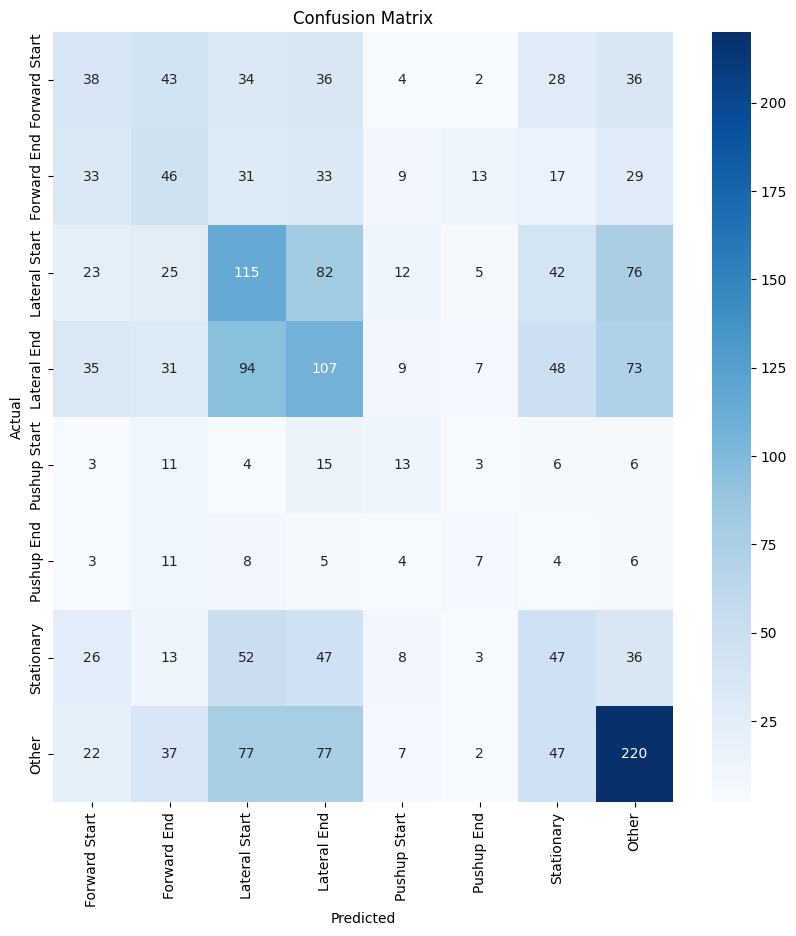 Confusion Matrix
Forward Start 38 43 34 36 4 2 28 36
Forward End 33 46 31 33 9 13 17 29
Lateral Start 23 25 115 82 12 5 42 76
Lateral End 35 31 94 107 9 7 48 73
Pushup Start 3 11 4 15 13 3 6 6
Pushup End 3 11 8 5 4 7 4 6
Stationary 26 13 52 47 8 3 47 36
Other 22 37 77 77 7 2 47 220
Actual
Forward Start Forward End Lateral Start Lateral End Pushup Start Pushup End Stationary Other
Predicted
200
175
150
125
100
75
50
25